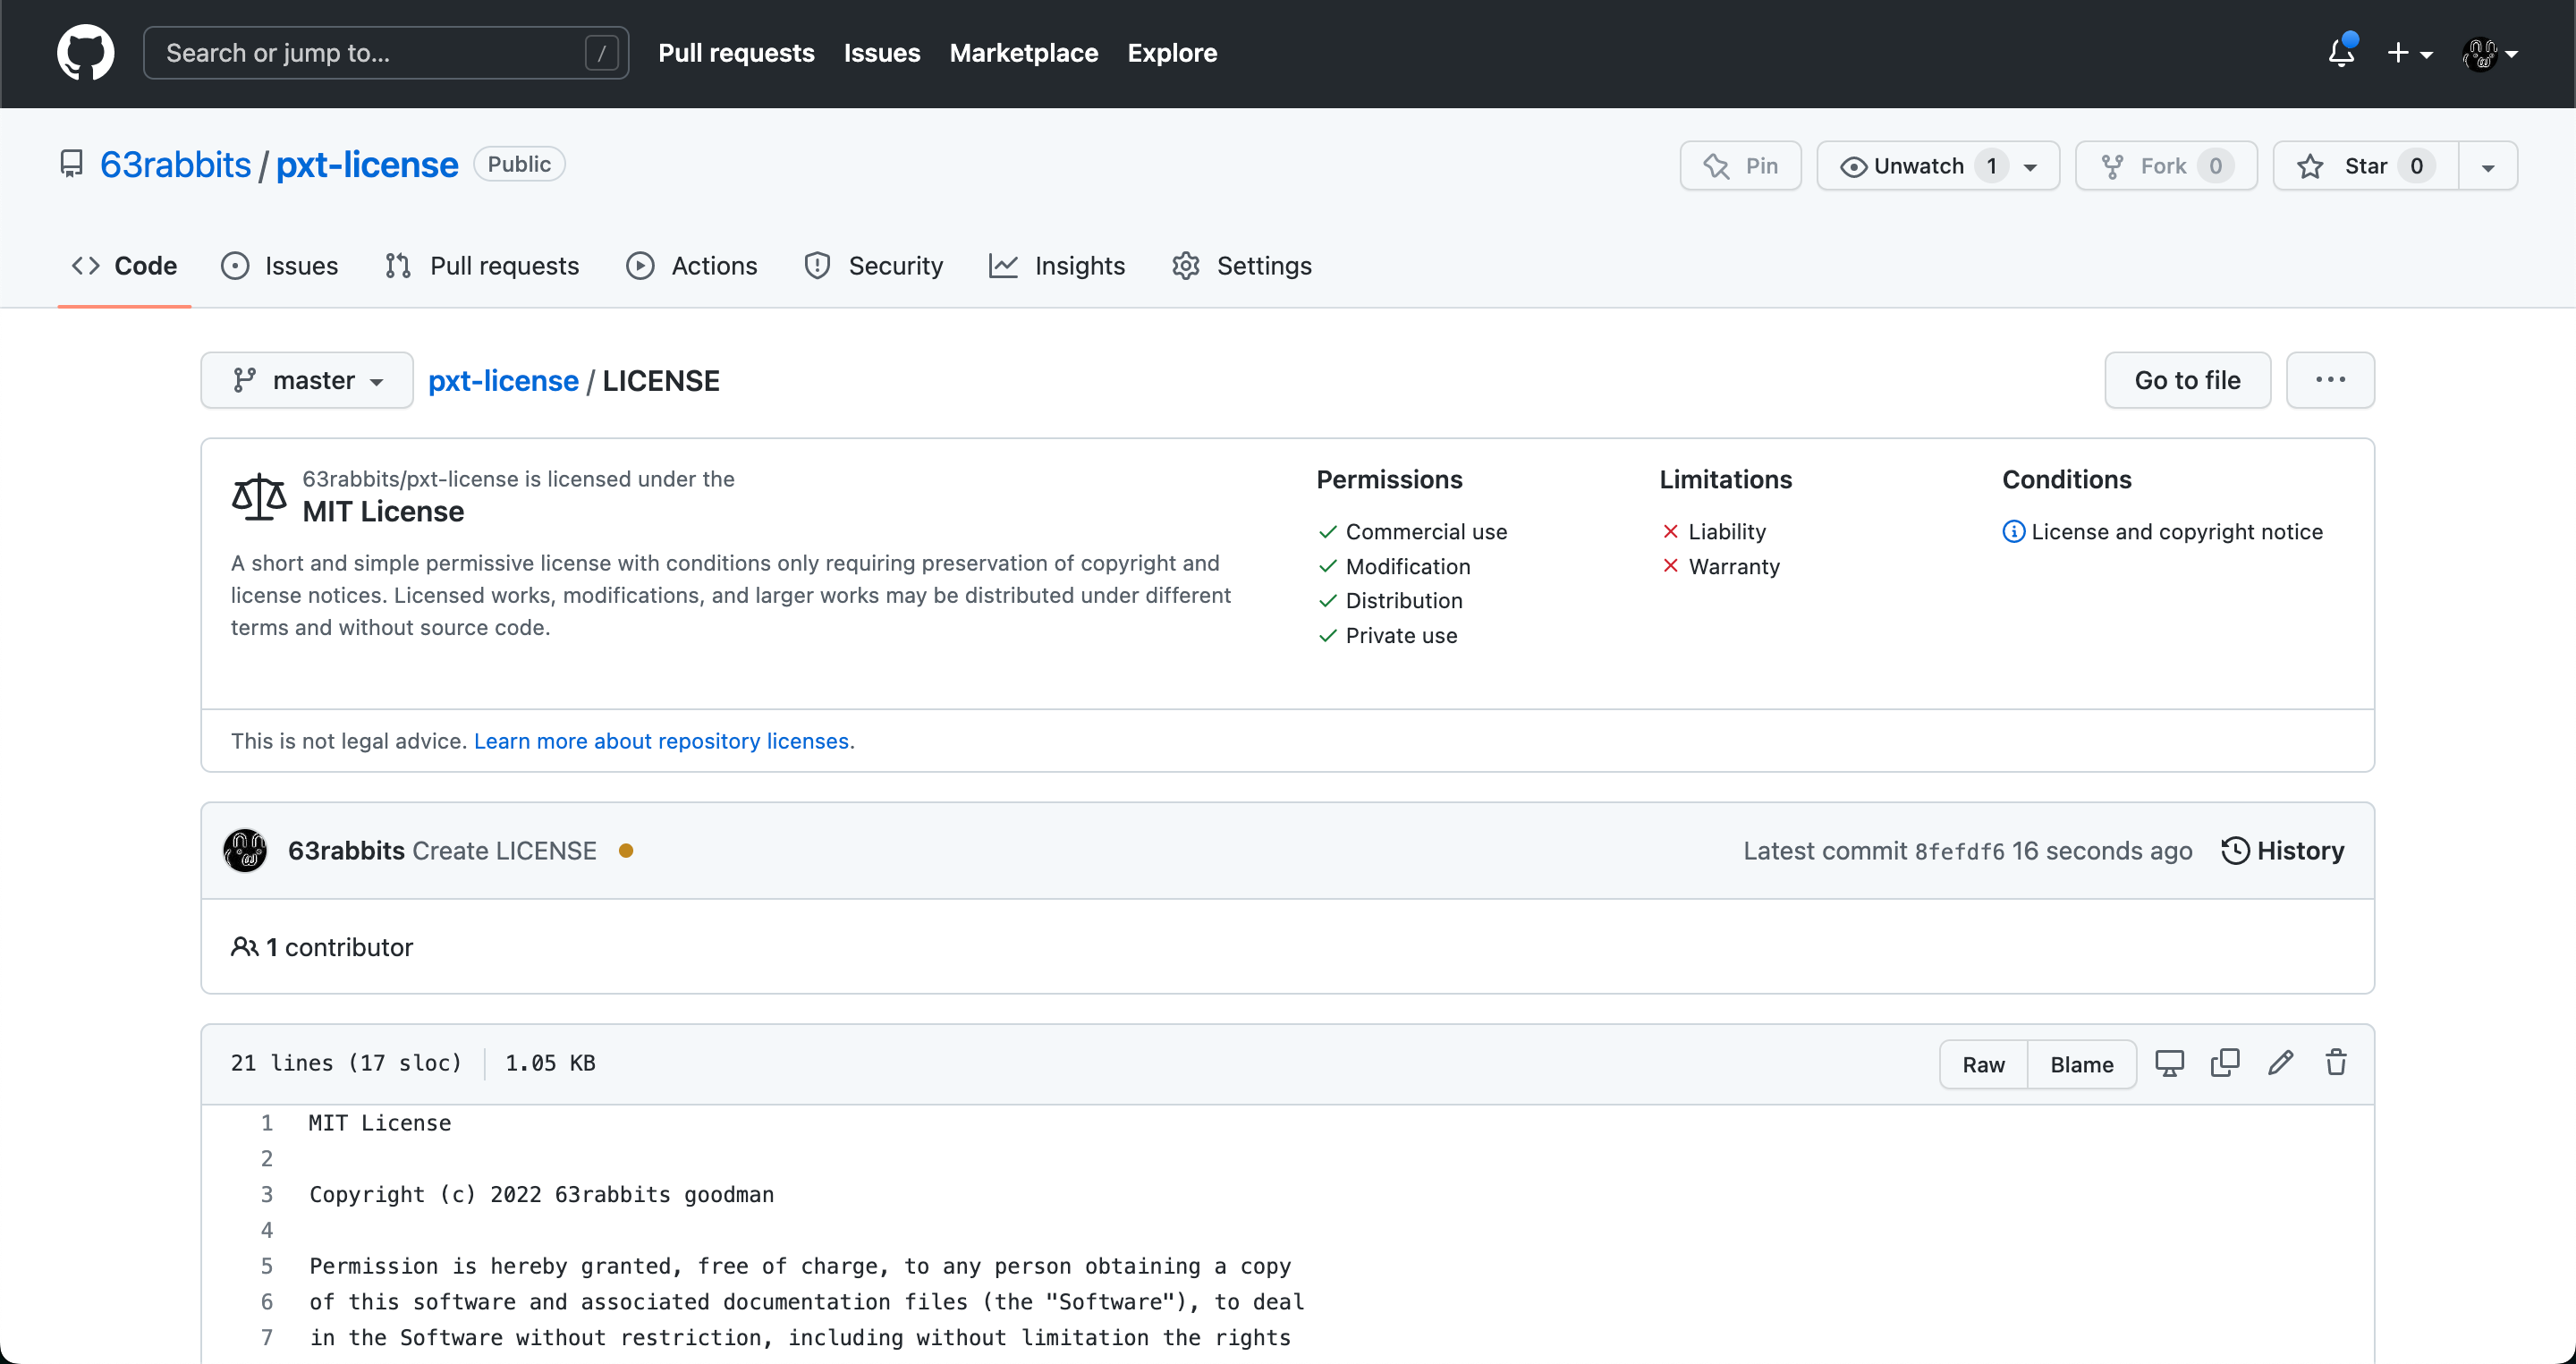 Search or jump to... / Pull requests Issues Marketplace Explore
63rabbits / pxt-license Public Pin Unwatch 1 Fork 0 Star 0
Code Issues Pull requests Actions Security Insights Settings
master pxt-license / LICENSE Go to file ...
63rabbits/pxt-license is licensed under the
MIT License
A short and simple permissive license with conditions only requiring preservation of copyright and
license notices. Licensed works, modifications, and larger works may be distributed under different
terms and without source code.
Permissions
Commercial use
Modification
Distribution
Private use
Limitations
Liability
Warranty
Conditions
License and copyright notice
This is not legal advice. Learn more about repository licenses.
63rabbits Create LICENSE Latest commit 8fefdf6 16 seconds ago History
1 contributor
21 lines (17 sloc) 1.05 KB Raw Blame
1 MIT License
2
3 Copyright (c) 2022 63rabbits goodman
4
5 Permission is hereby granted, free of charge, to any person obtaining a copy
6 of this software and associated documentation files (the "Software"), to deal
7 in the Software without restriction, including without limitation the rights